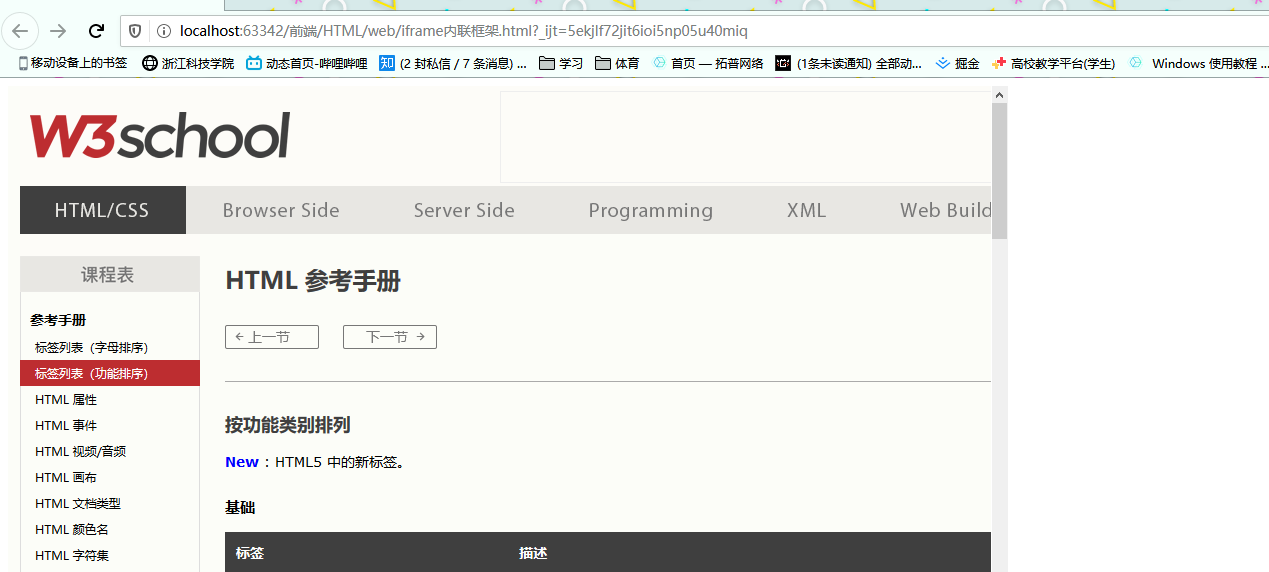 localhost:63342/前端/HTML/web/iframe内联框架.html?_ijt=5ekjlf72jit6ioi5np05u40miq
移动设备上的书签 浙江科技学院 动态首页-哔哩哔哩 知 (2 封私信 / 7 条消息) ... 学习 体育 首页 — 拓普网络 (1条未读通知) 全部动... 掘金 高校教学平台(学生) Windows 使用教程 ...
W3school
HTML/CSS Browser Side Server Side Programming XML Web Build
课程表
HTML 参考手册
参考手册
← 上一节 下一节 →
标签列表（字母排序）
标签列表（功能排序）
HTML 属性
HTML 事件
按功能类别排列
HTML 视频/音频
New : HTML5 中的新标签。
HTML 画布
HTML 文档类型
基础
HTML 颜色名
HTML 字符集
标签 描述